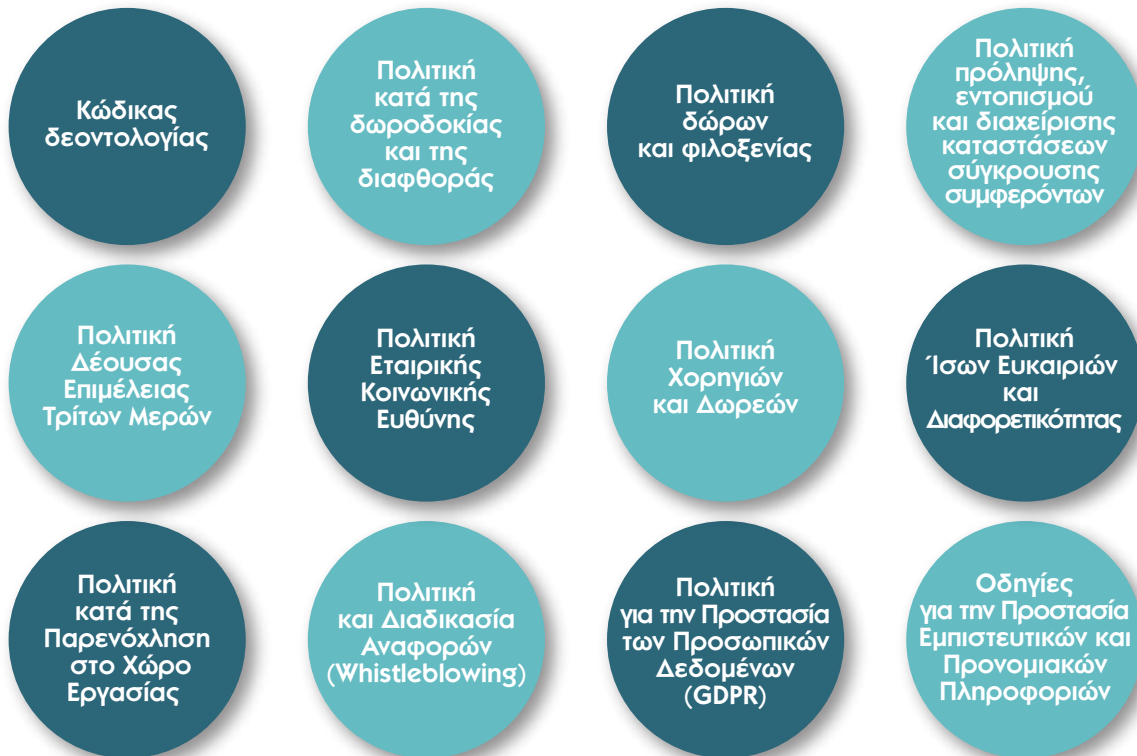 Κώδικας
δεοντολογίας
Πολιτική
κατά της
δωροδοκίας
και της
διαφθοράς
Πολιτική
δώρων
και φιλοξενίας
Πολιτική
πρόληψης,
εντοπισμού
και διαχείρισης
καταστάσεων
σύγκρουσης
συμφερόντων
Πολιτική
Δέουσας
Επιμέλειας
Τρίτων Μερών
Πολιτική
Εταιρικής
Κοινωνικής
Ευθύνης
Πολιτική
Χορηγιών
και Δωρεών
Πολιτική
Ίσων Ευκαιριών
και
Διαφορετικότητας
Πολιτική
κατά της
Παρενόχληση
στο Χώρο
Εργασίας
Πολιτική
και Διαδικασία
Αναφορών
(Whistleblowing)
Πολιτική
για την Προστασία
των Προσωπικών
Δεδομένων
(GDPR)
Οδηγίες
για την Προστασία
Εμπιστευτικών και
Προνομιακών
Πληροφοριών